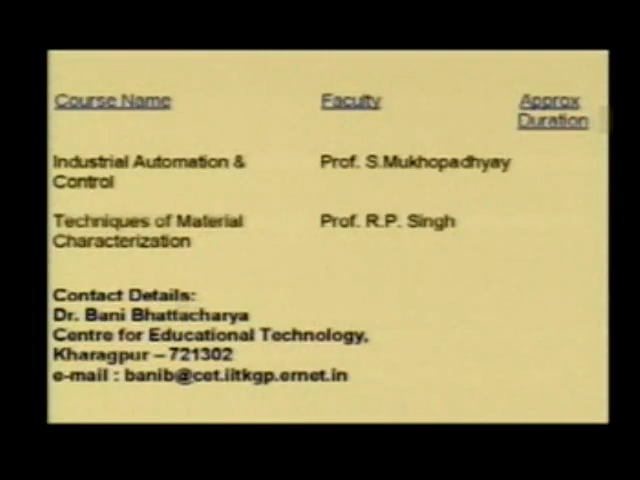 Course Name Faculty Approx
Duration
Industrial Automation & Prof. S.Mukhopadhyay
Control
Techniques of Material Prof. R.P. Singh
Characterization
Contact Details:
Dr. Bani Bhattacharya
Centre for Educational Technology,
Kharagpur – 721302
e-mail : banib@cet.iitkgp.ernet.in